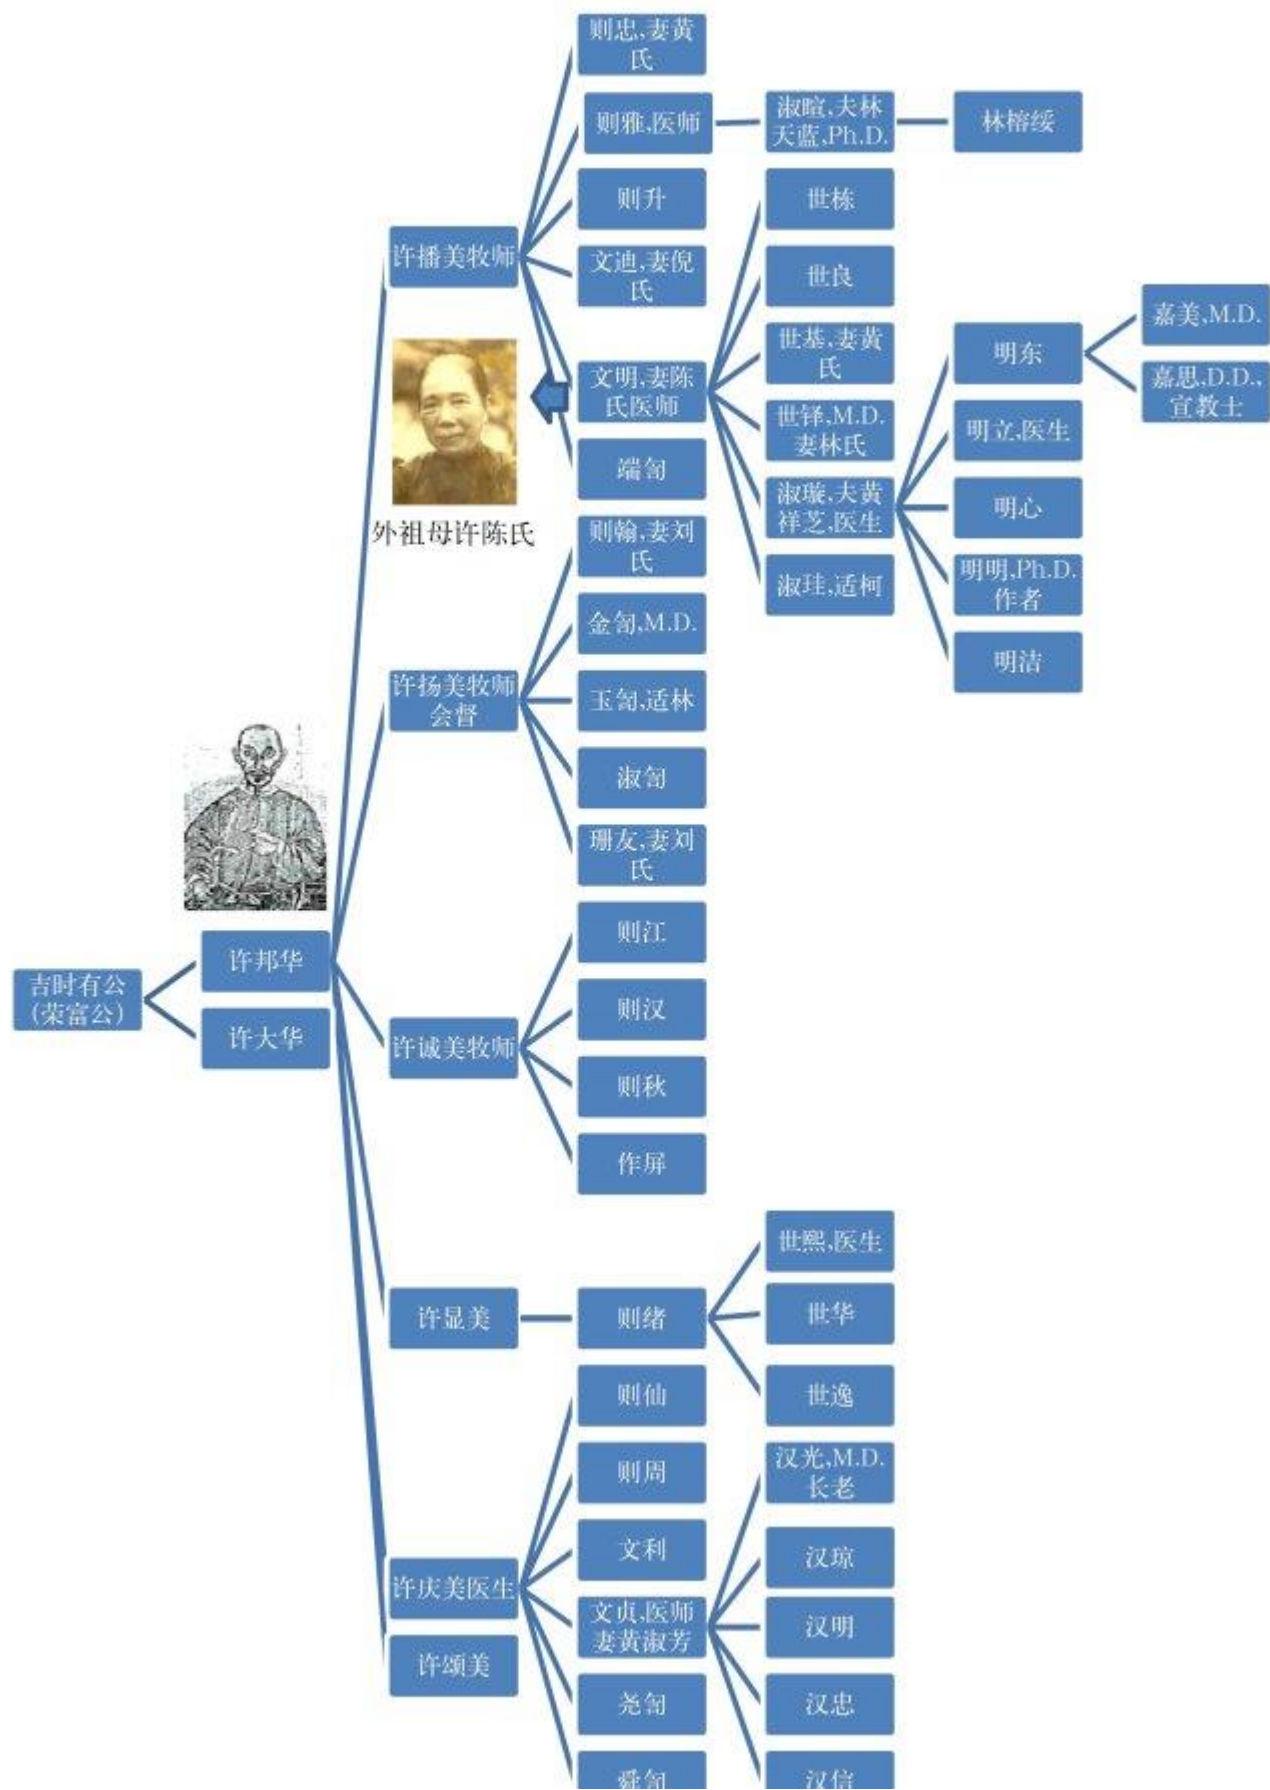 吉时有公
(荣富公)
许邦华
许大华
许播美牧师
外祖母许陈氏
许扬美牧师
会督
许诚美牧师
许显美
许庆美医生
许颂美
则忠,妻黄
氏
则雅,医师
则升
文迪,妻倪
氏
文明,妻陈
氏医师
端訇
则翰,妻刘
氏
金訇,M.D.
玉訇,适林
淑訇
珊友,妻刘
氏
则江
则汉
则秋
作屏
则绪
则仙
则周
文利
文贞,医师
妻黄淑芳
尧訇
舜訇
淑暄,夫林
天蓝,Ph.D.
世栋
世良
世基,妻黄
氏
世铎,M.D.
妻林氏
淑璇,夫黄
祥芝,医生
淑珪,适柯
世熙,医生
世华
世逸
汉光,M.D.
长老
汉琼
汉明
汉忠
汉信
林榕绥
明东
明立,医生
明心
明明,Ph.D.
作者
明洁
嘉美,M.D.
嘉思,D.D.,
宣教士